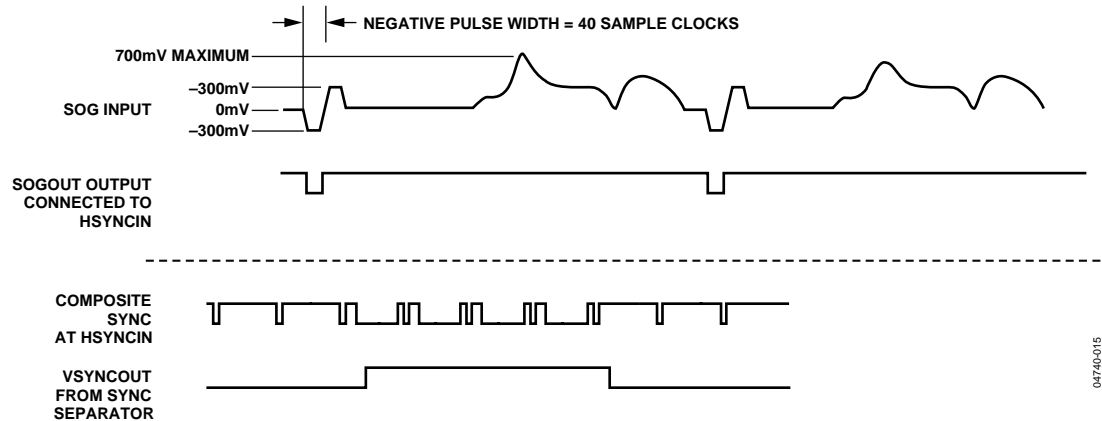 NEGATIVE PULSE WIDTH = 40 SAMPLE CLOCKS
700mV MAXIMUM
–300mV
SOG INPUT
0mV
–300mV
SOGOUT OUTPUT
CONNECTED TO
HSYNCIN
COMPOSITE
SYNC
AT HSYNCIN
VSYNCOUT
FROM SYNC
SEPARATOR
04740-015